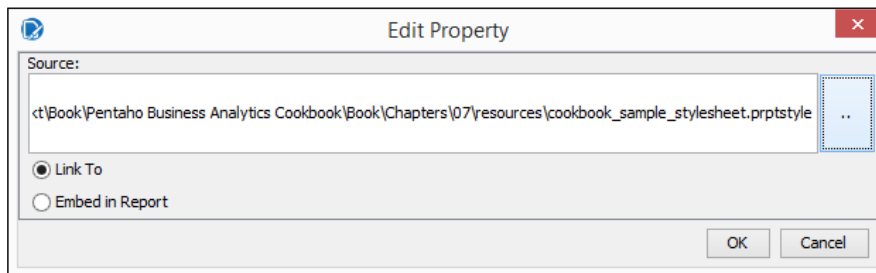 Edit Property
Source:
t\Book\Pentaho Business Analytics Cookbook\Book\Chapters\07\resources\cookbook_sample_stylesheet.prptstyle
..
Link To
Embed in Report
OK Cancel